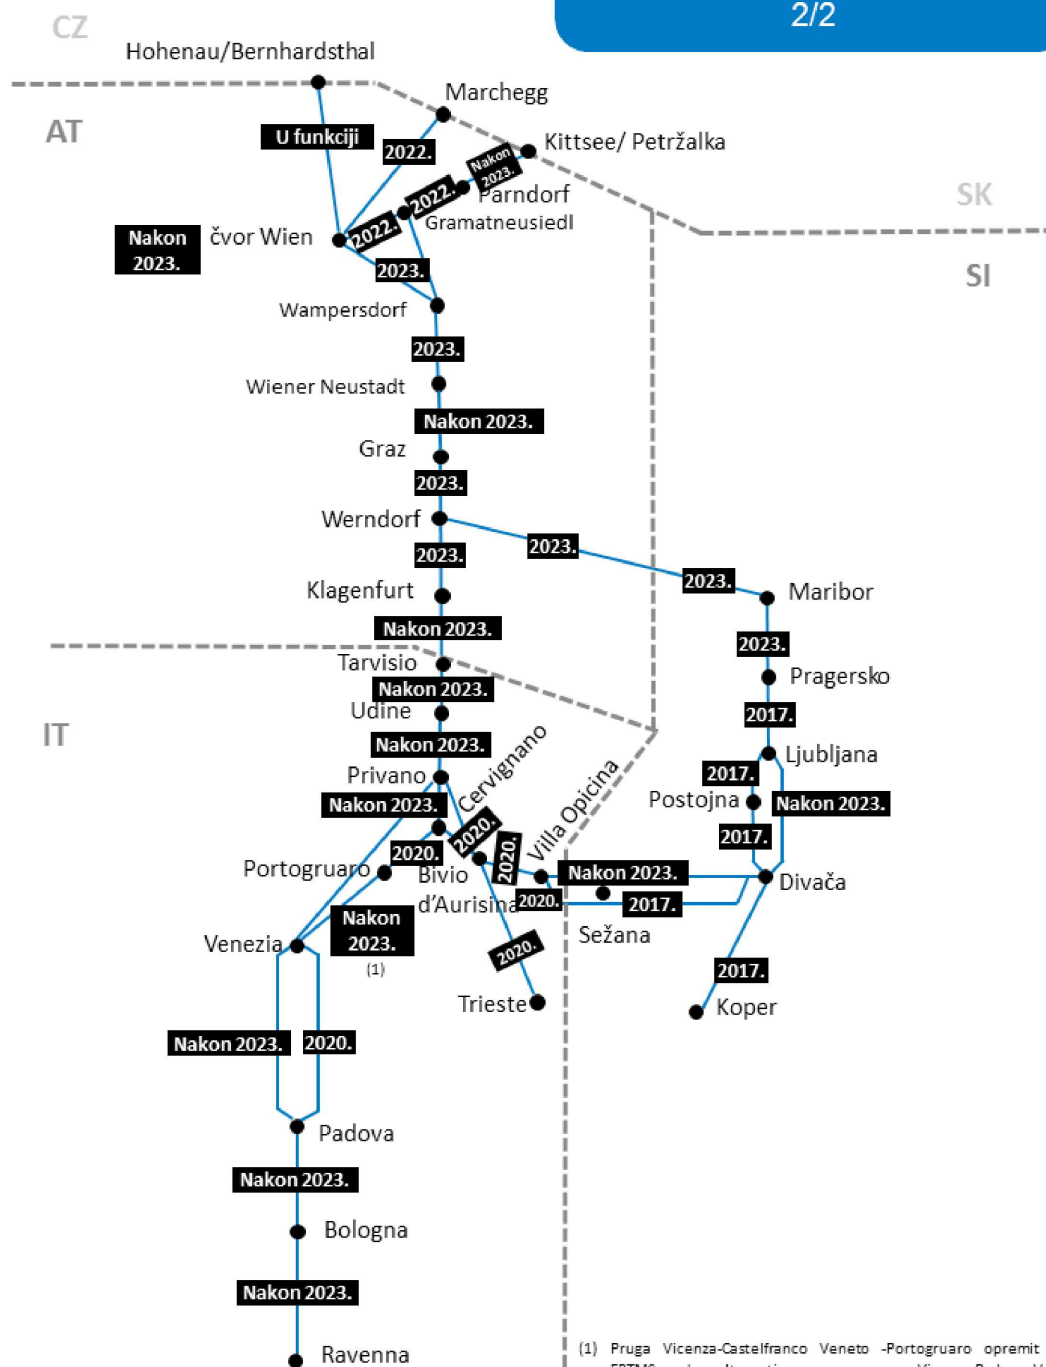 2/2
CZ
Hohenau/Bernhardsthal
Marchegg
AT
U funkciji
2022.
Kittsee/ Petržalka
Nakon
2023.
Parndorf
SK
2022.
Gramatneusiedl
Nakon
2023.
čvor Wien
2022.
2023.
SI
Wampersdorf
2023.
Wiener Neustadt
Nakon 2023.
Graz
2023.
Werndorf
2023.
2023.
2023.
Klagenfurt
Maribor
Nakon 2023.
2023.
Tarvisio
Pragersko
Nakon 2023.
Udine
2017.
IT
Nakon 2023.
Ljubljana
Privano
Cervignano
2017.
Nakon 2023.
Postojna
Nakon 2023.
Villa Opicina
2020.
2017.
2020.
2020.
Portogruaro
Bivio
d'Aurisina
Nakon 2023.
Divača
2020.
2017.
Nakon
2023.
(1)
Sežana
Venezia
2020.
2017.
Trieste
Koper
Nakon 2023.
2020.
Padova
Nakon 2023.
Bologna
Nakon 2023.
Ravenna
(1) Pruga Vicenza-Castelfranco Veneto -Portogruaro opremit